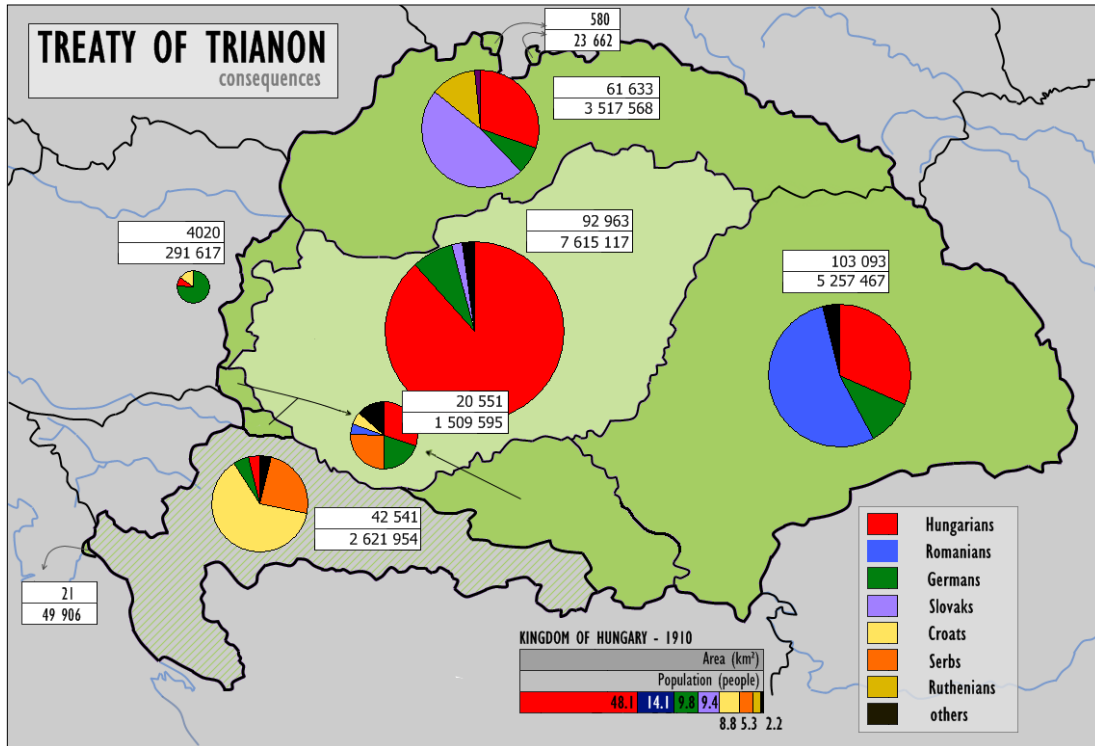 TREATY OF TRIANON
consequences
580
23 662
61 633
3 517 568
92 963
7 615 117
4020
291 617
103 093
5 257 467
20 551
1 509 595
42 541
2 621 954
21
49 906
Hungarians
Romanians
Germans
Slovaks
Croats
Serbs
Ruthenians
others
KINGDOM OF HUNGARY - 1910
Area (km²)
Population (people)
48.1 14.1 9.8 9.4
8.8 5.3 2.2